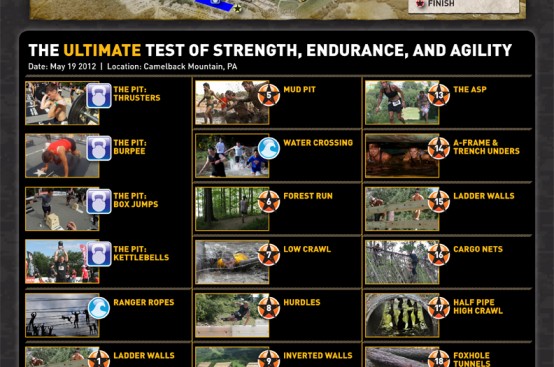 FINISH
THE ULTIMATE TEST OF STRENGTH, ENDURANCE, AND AGILITY
Date: May 19 2012 | Location: Camelback Mountain, PA
THE PIT:
THRUSTERS
THE PIT:
BURPEE
THE PIT:
BOX JUMPS
THE PIT:
KETTLEBELLS
RANGER ROPES
1
LADDER WALLS
5
MUD PIT
WATER CROSSING
6
FOREST RUN
7
LOW CRAWL
8
HURDLES
9
INVERTED WALLS
13
THE ASP
14
A-FRAME &
TRENCH UNDERS
15
LADDER WALLS
16
CARGO NETS
17
HALF PIPE
HIGH CRAWL
18
FOXHOLE
TUNNELS